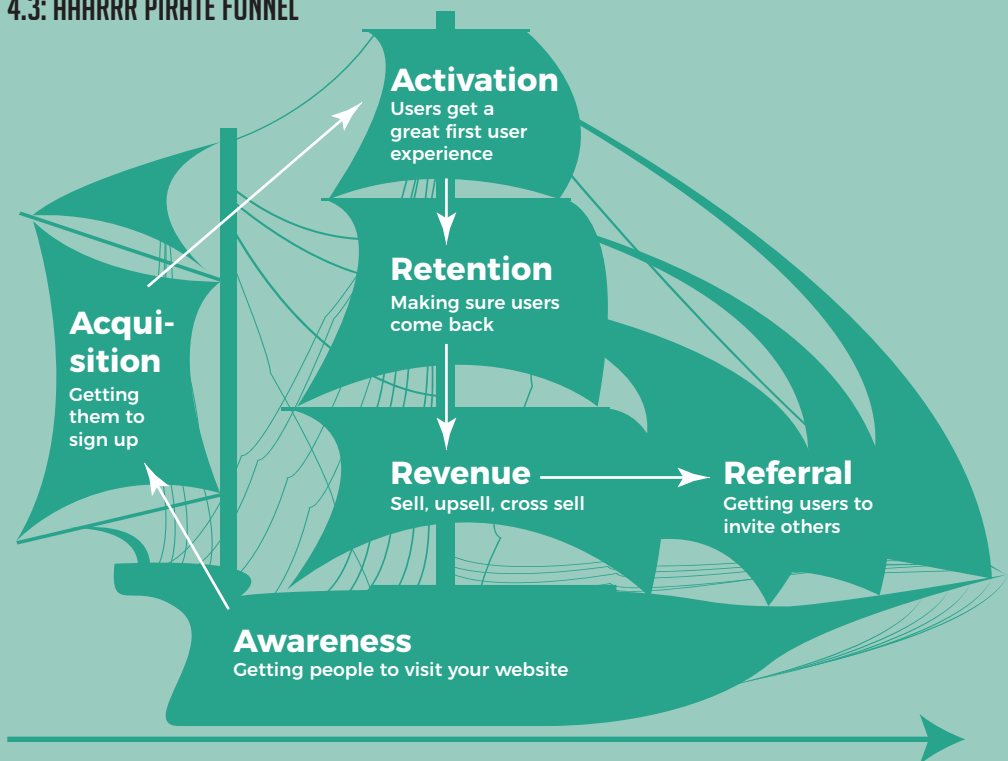 4.3: AAARRR PIRATE FUNNEL
Activation
Users get a
great first user
experience
Retention
Making sure users
come back
Acqui-
sition
Getting
them to
sign up
Revenue
Sell, upsell, cross sell
Referral
Getting users to
invite others
Awareness
Getting people to visit your website